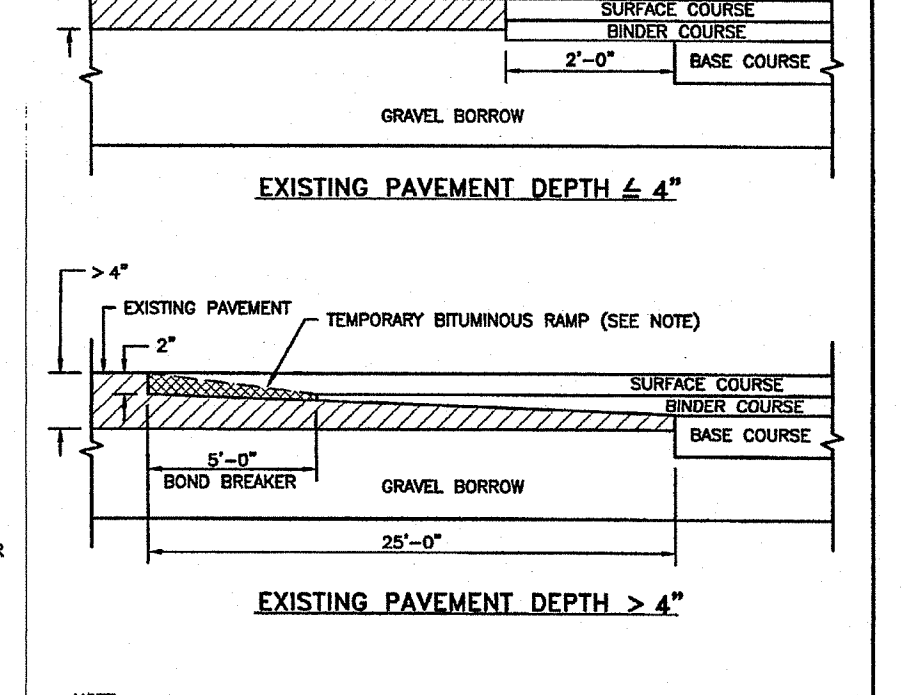 SURFACE COURSE
BINDER COURSE
2'-0"
BASE COURSE
GRAVEL BORROW
EXISTING PAVEMENT DEPTH ≤ 4"
> 4"
EXISTING PAVEMENT
TEMPORARY BITUMINOUS RAMP (SEE NOTE)
2"
SURFACE COURSE
BINDER COURSE
BASE COURSE
5'-0"
BOND BREAKER
GRAVEL BORROW
25'-0"
R
EXISTING PAVEMENT DEPTH > 4"